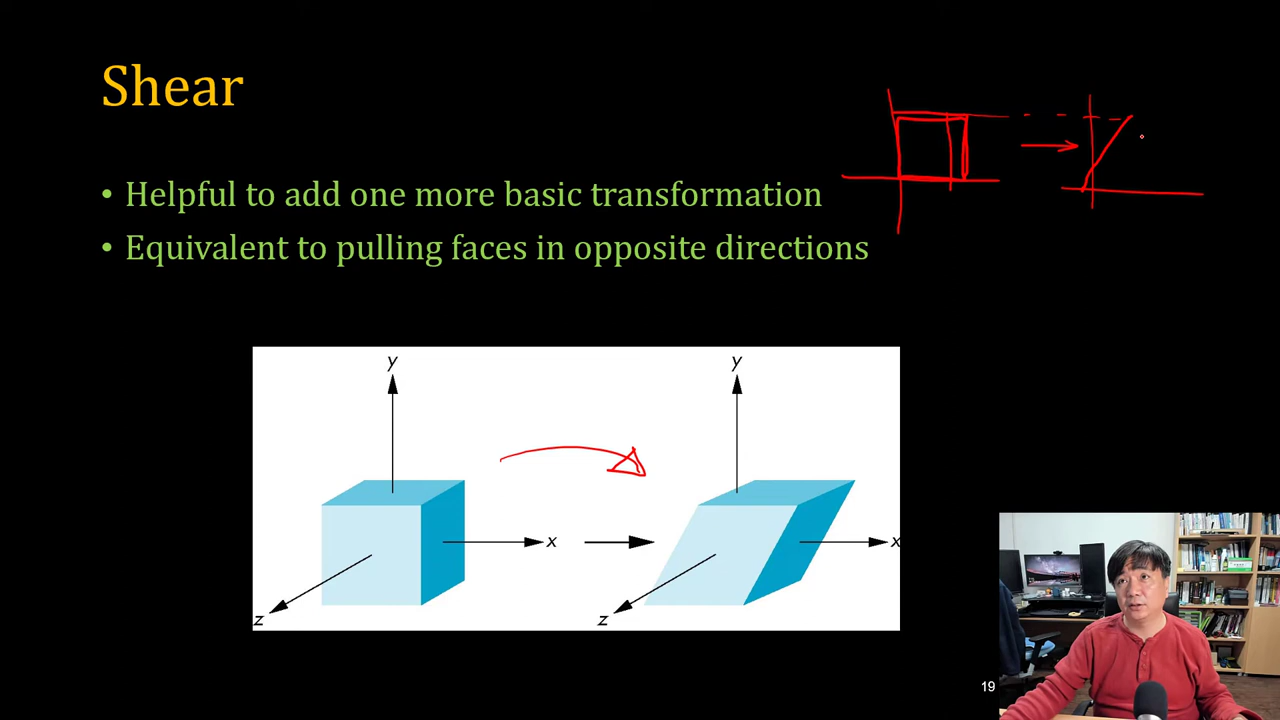 Shear
• Helpful to add one more basic transformation
• Equivalent to pulling faces in opposite directions
y
y
x
x
z
z
19